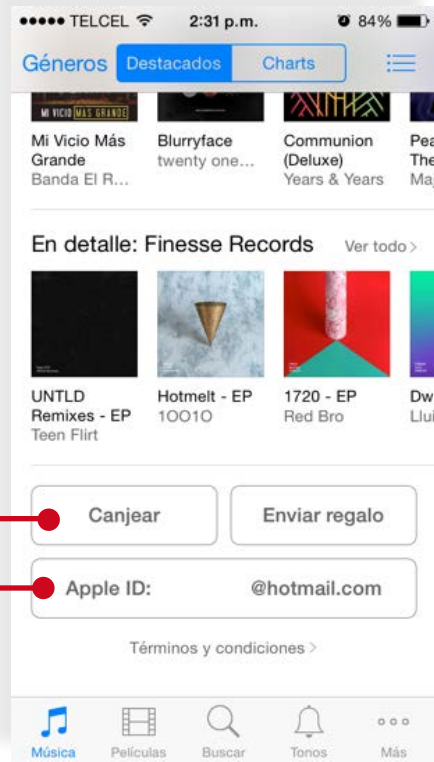 TELCEL 2:31 p.m. 84%
Géneros Destacados Charts
MI VICIO MAS GRANDE
Mi Vicio Más Grande
Banda El R...
Blurryface
twenty one...
Communion (Deluxe)
Years & Years
En detalle: Finesse Records Ver todo >
UNTLD Remixes - EP
Teen Flirt
Hotmelt - EP
10010
1720 - EP
Red Bro
Canjear Enviar regalo
Apple ID: @hotmail.com
Términos y condiciones >
Música Películas Buscar Tonos Más